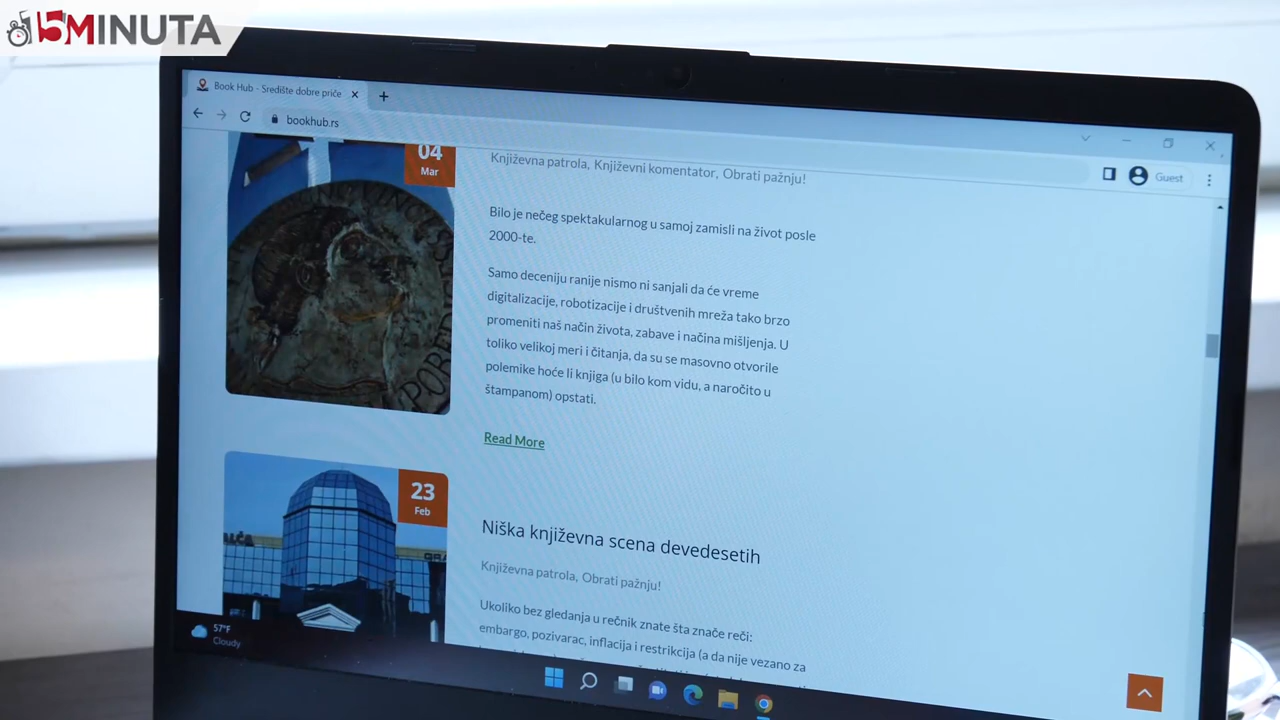 5MINUTA
Book Hub - Središte dobre priče
bookhub.rs
Guest
04
Mar
Književna patrola, Književni komentator, Obrati pažnju!
Bilo je nečeg spektakularnog u samoj zamisli na život posle
2000-te.
Samo deceniju ranije nismo ni sanjali da će vreme
digitalizacije, robotizacije i društvenih mreža tako brzo
promeniti naš način života, zabave i načina mišljenja. U
toliko velikoj meri i čitanja, da su se masovno otvorile
polemike hoće li knjiga (u bilo kom vidu, a naročito u
štampanom) opstati.
Read More
23
Feb
Niška književna scena devedesetih
Književna patrola, Obrati pažnju!
Ukoliko bez gledanja u rečnik znate šta znače reči:
embargo, pozivarac, inflacija i restrikcija (a da nije vezano za
57°F
Cloudy